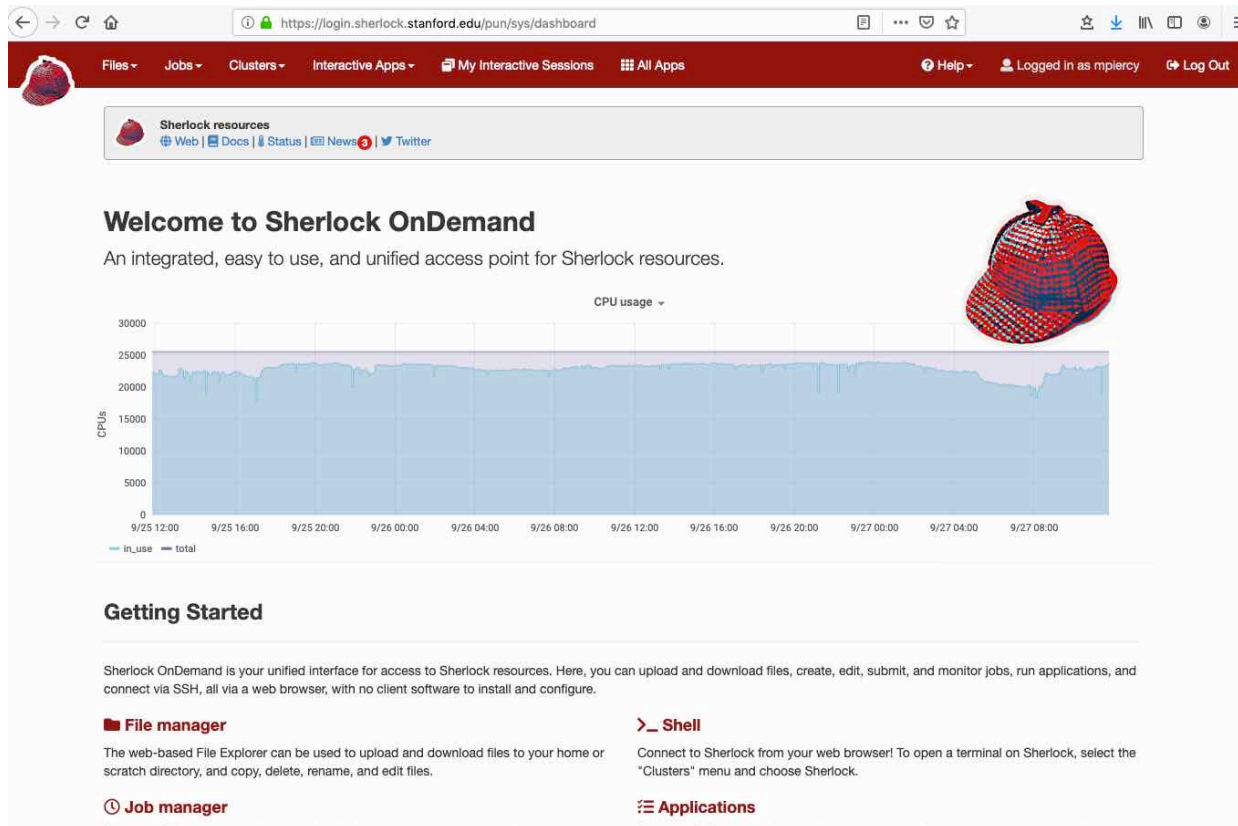 https://login.sherlock.stanford.edu/pun/sys/dashboard
Files Jobs Clusters Interactive Apps My Interactive Sessions All Apps Help Logged in as mpiercy Log Out
Sherlock resources
Web | Docs | Status | News 3 | Twitter
Welcome to Sherlock OnDemand
An integrated, easy to use, and unified access point for Sherlock resources.
CPU usage
30000
25000
20000
15000
10000
5000
0
CPUs
9/25 12:00 9/25 16:00 9/25 20:00 9/26 00:00 9/26 04:00 9/26 08:00 9/26 12:00 9/26 16:00 9/26 20:00 9/27 00:00 9/27 04:00 9/27 08:00
in_use total
Getting Started
Sherlock OnDemand is your unified interface for access to Sherlock resources. Here, you can upload and download files, create, edit, submit, and monitor jobs, run applications, and
connect via SSH, all via a web browser, with no client software to install and configure.
File manager
The web-based File Explorer can be used to upload and download files to your home or
scratch directory, and copy, delete, rename, and edit files.
>_ Shell
Connect to Sherlock from your web browser! To open a terminal on Sherlock, select the
"Clusters" menu and choose Sherlock.
Job manager
Applications